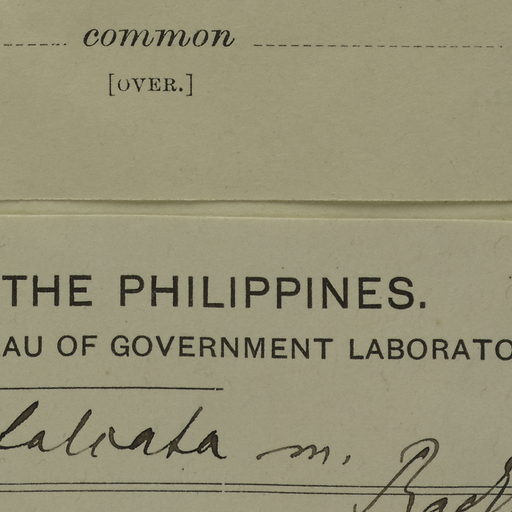 common
[OVER.]
THE PHILIPPINES.
AU OF GOVERNMENT LABORATO
m.